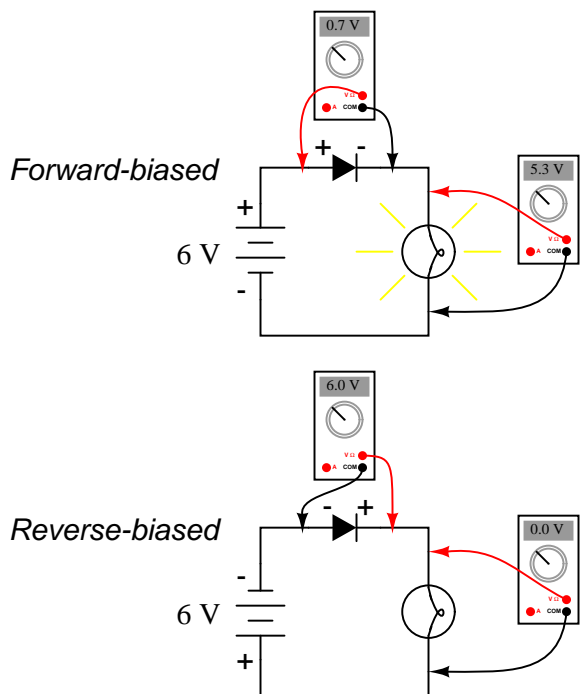 0.7 V
V Ω
A COM
+ -
Forward-biased
5.3 V
+
6 V
V Ω
A COM
-
6.0 V
V Ω
A COM
- +
Reverse-biased
0.0 V
-
6 V
V Ω
A COM
+